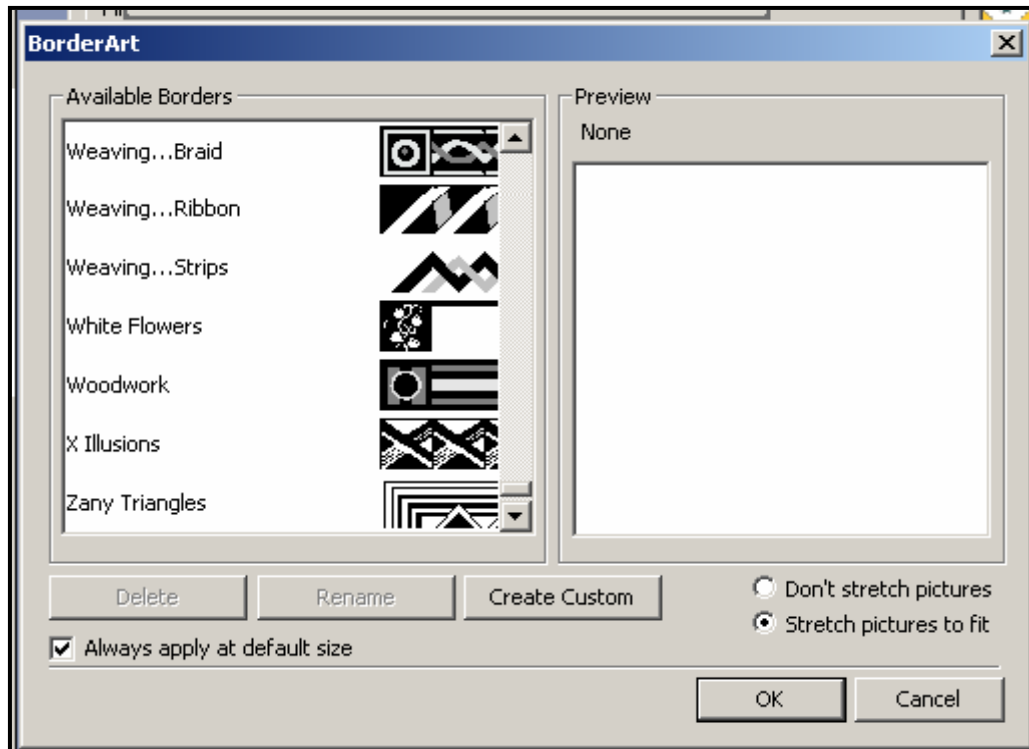 BorderArt
Available Borders
Weaving...Braid
Weaving...Ribbon
Weaving...Strips
White Flowers
Woodwork
X Illusions
Zany Triangles
Preview
None
Delete
Rename
Create Custom
Don't stretch pictures
Stretch pictures to fit
Always apply at default size
OK
Cancel